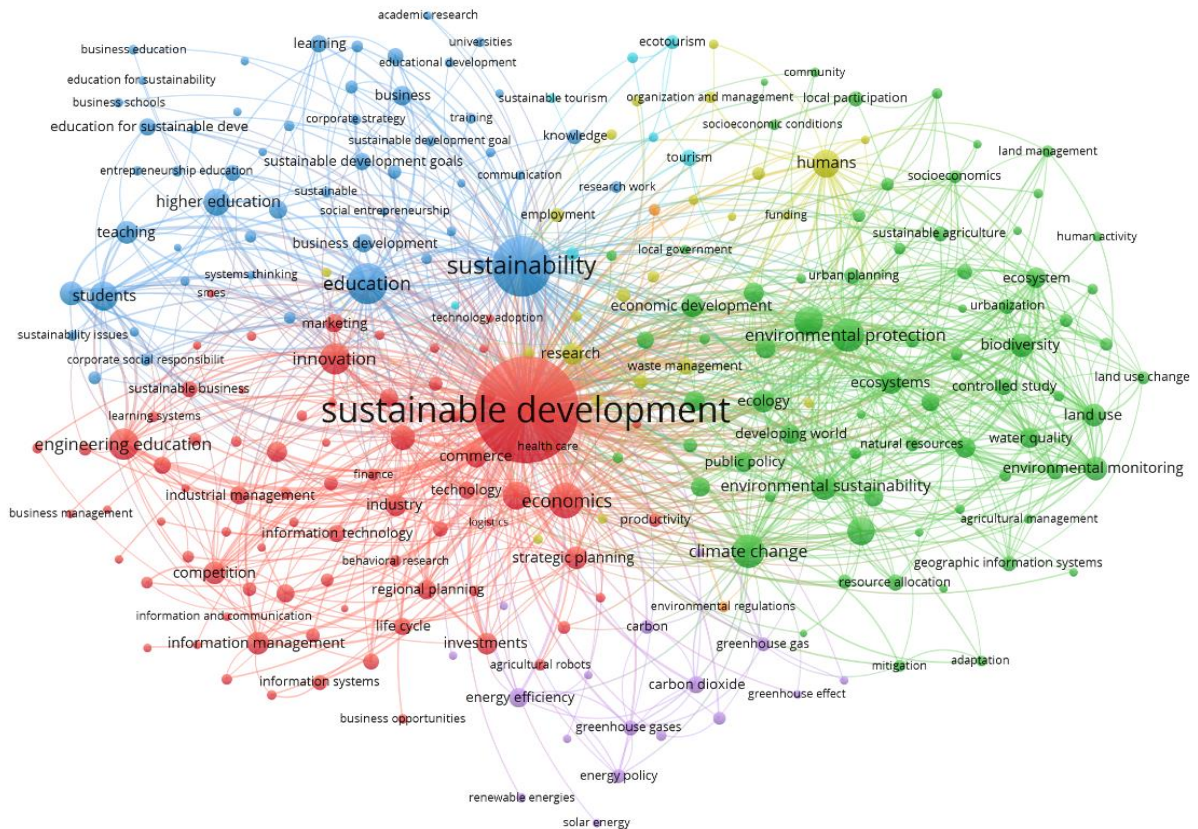 academic research
learning
universities
ecotourism
business education
educational development
community
education for sustainability
business
sustainable tourism
organization and management
local participation
business schools
corporate strategy
training
socioeconomic conditions
education for sustainable deve
knowledge
sustainable development goal
land management
sustainable development goals
tourism
humans
entrepreneurship education
communication
socioeconomics
sustainable
research work
higher education
social entrepreneurship
employment
funding
teaching
sustainable agriculture
human activity
business development
local government
sustainability
systems thinking
urban planning
ecosystem
education
students
smes
economic development
urbanization
marketing
technology adoption
sustainability issues
environmental protection
biodiversity
innovation
research
corporate social responsibilit
waste management
land use change
sustainable business
ecosystems
controlled study
ecology
sustainable development
learning systems
land use
developing world
engineering education
health care
natural resources
water quality
commerce
public policy
environmental monitoring
finance
industrial management
technology
environmental sustainability
economics
industry
business management
logistics
productivity
agricultural management
information technology
climate change
strategic planning
behavioral research
geographic information systems
competition
resource allocation
regional planning
environmental regulations
information and communication
life cycle
carbon
information management
investments
greenhouse gas
agricultural robots
mitigation
adaptation
information systems
carbon dioxide
energy efficiency
greenhouse effect
business opportunities
greenhouse gases
energy policy
renewable energies
solar energy